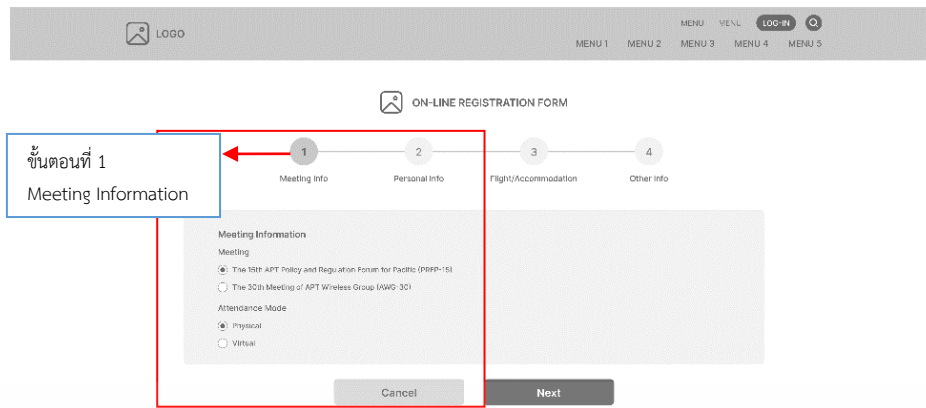 LOGO
MENU MENU LOG-IN
MENU 1 MENU 2 MENU 3 MENU 4 MENU 5
ON-LINE REGISTRATION FORM
ขั้นตอนที่ 1
Meeting Information
1 2 3 4
Meeting Info Personal Info Flight/Accommodation Other Info
Meeting Information
Meeting
The 15th APT Policy and Regulation Forum for Pacific (PRFP-15)
The 30th Meeting of APT Wireless Group (AWG-30)
Attendance Mode
Physical
Virtual
Cancel Next